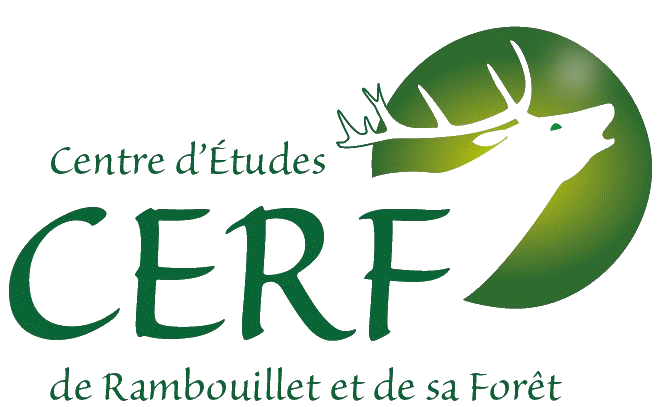 Centre d'Études
CERF
de Rambouillet et de sa Forêt